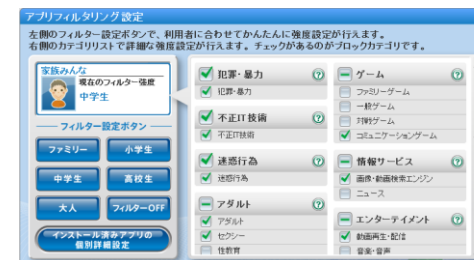 アプリフィルタリング設定
左側のフィルター設定ボタンで、利用者に合わせてかんたんに強度設定が行えます。
右側のカテゴリリストで詳細な強度設定が行えます。チェックがあるのがブロックカテゴリです。
家族みんな
現在のフィルター強度
中学生
フィルター設定ボタン
ファミリー
小学生
中学生
高校生
大人
フィルターOFF
インストール済みアプリの
個別詳細設定
犯罪・暴力
犯罪・暴力
不正IT技術
不正IT技術
迷惑行為
迷惑行為
アダルト
アダルト
セクシー
性教育
ゲーム
ファミリーゲーム
一般ゲーム
対戦ゲーム
コミュニケーションゲーム
情報サービス
画像・動画検索エンジン
ニュース
エンターテイメント
動画再生・配信
音楽・音声